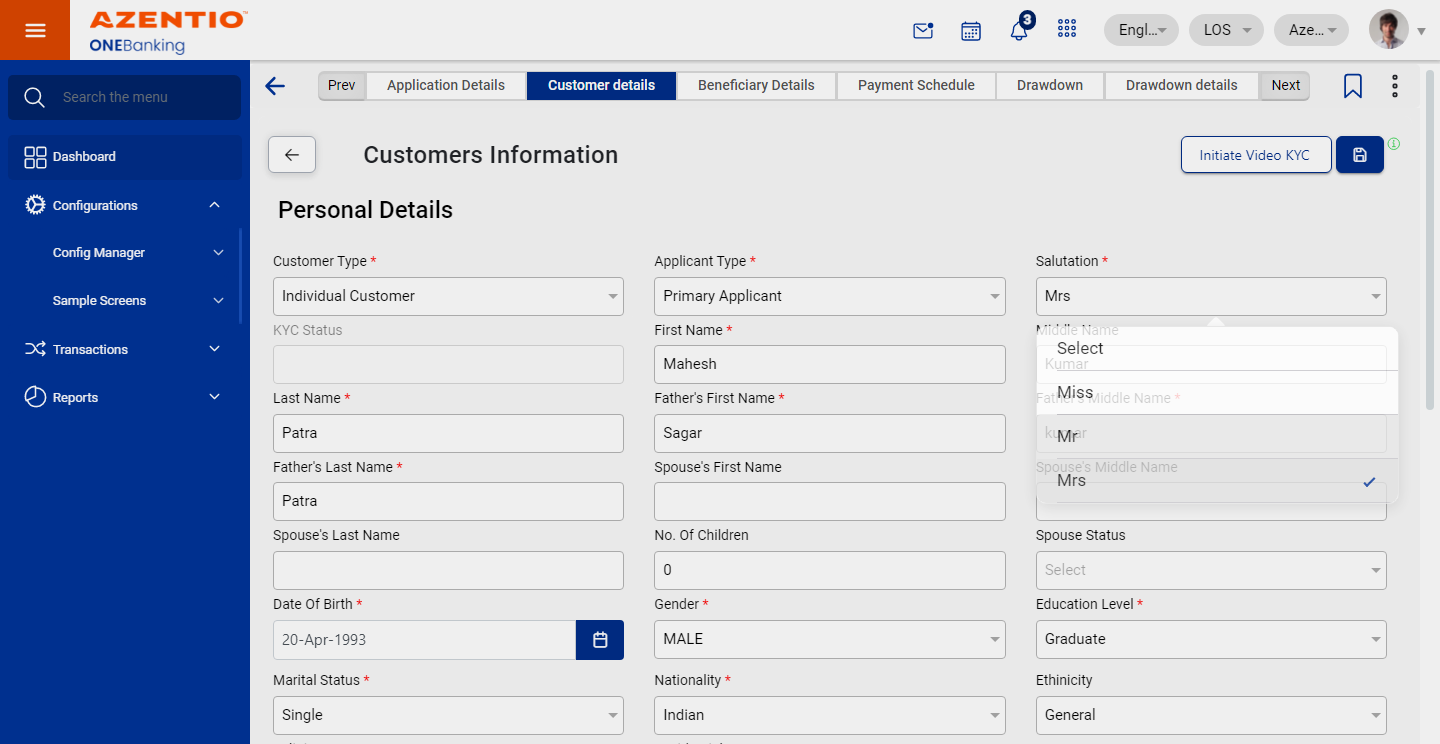 AZENTIO™
ONEBanking
3
Engl...
LOS
Aze...
Search the menu
Dashboard
Configurations
Config Manager
Sample Screens
Transactions
Reports
Prev
Application Details
Customer details
Beneficiary Details
Payment Schedule
Drawdown
Drawdown details
Next
Customers Information
Initiate Video KYC
Personal Details
Customer Type *
Applicant Type *
Salutation *
Individual Customer
Primary Applicant
Mrs
KYC Status
First Name *
Middle Name
Mahesh
Kumar
Select
Miss
Mr
Mrs
Last Name *
Father's First Name *
Father's Middle Name *
Patra
Sagar
kumar
Father's Last Name *
Spouse's First Name
Spouse's Middle Name
Patra
Spouse's Last Name
No. Of Children
Spouse Status
0
Select
Date Of Birth *
Gender *
Education Level *
20-Apr-1993
MALE
Graduate
Marital Status *
Nationality *
Ethinicity
Single
Indian
General